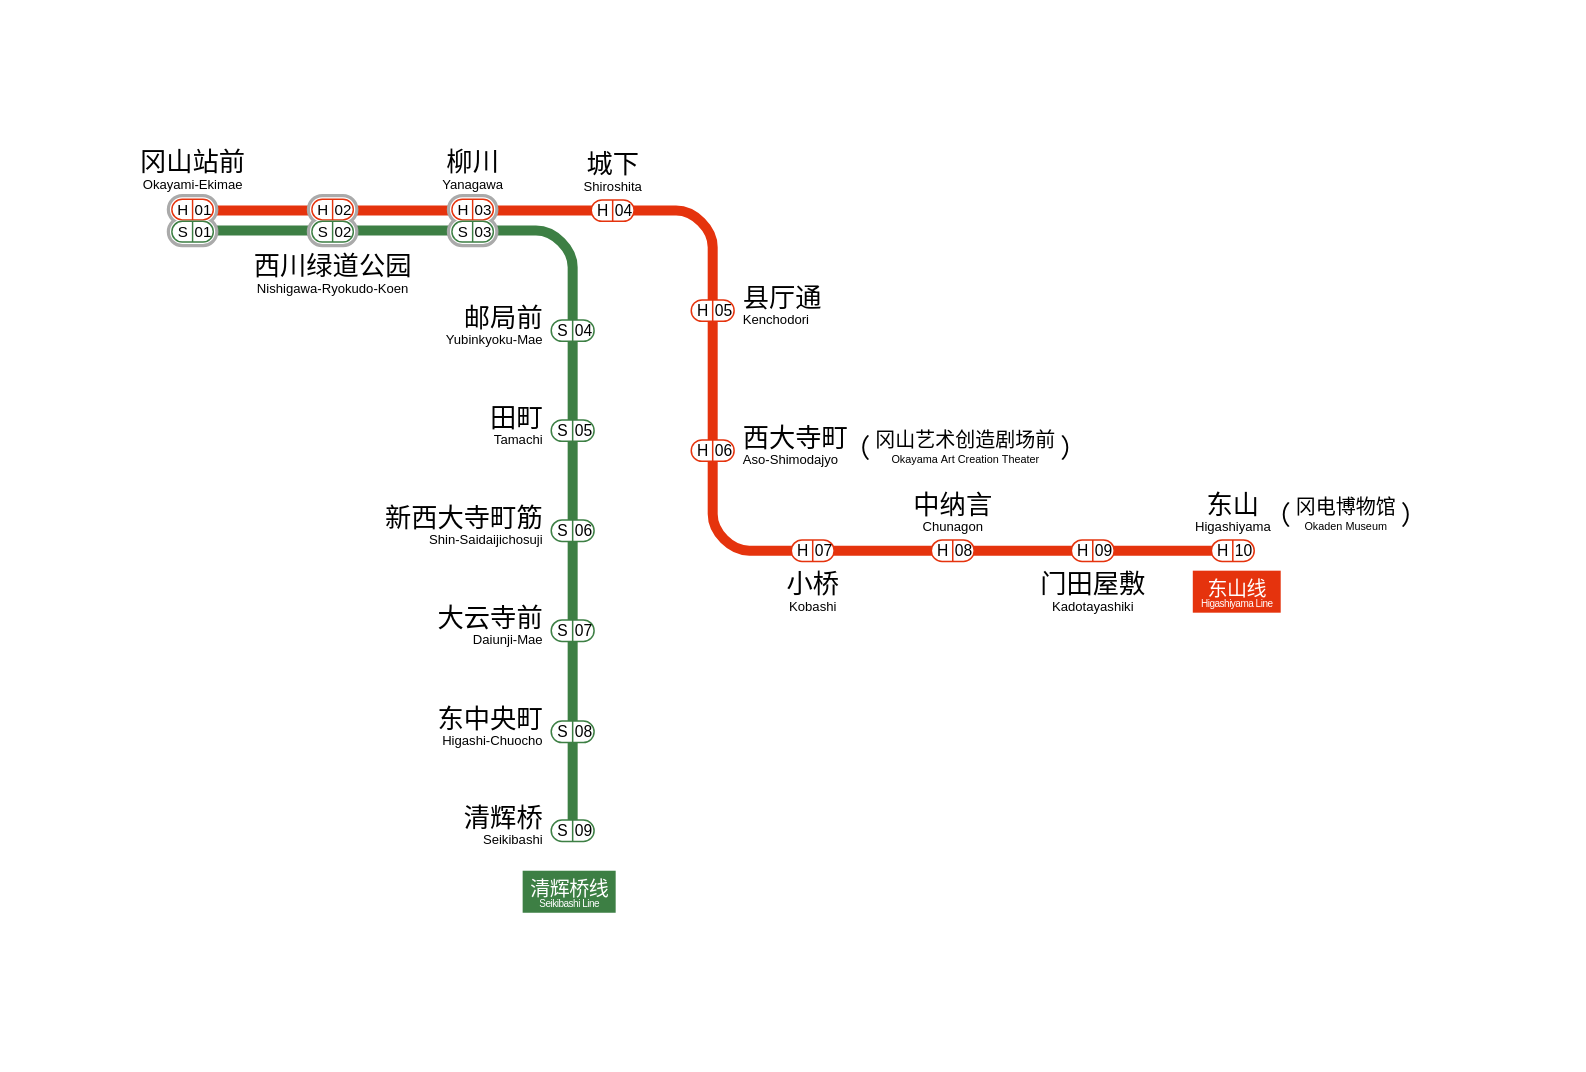 冈山站前
Okayami-Ekimae
柳川
Yanagawa
城下
Shiroshita
H 01
H 02
H 03
H 04
S 01
S 02
S 03
西川绿道公园
Nishigawa-Ryokudo-Koen
县厅通
Kenchodori
H 05
邮局前
Yubinkyoku-Mae
S 04
田町
Tamachi
S 05
西大寺町
Aso-Shimodajyo
H 06
(冈山艺术创造剧场前)
Okayama Art Creation Theater
新西大寺町筋
Shin-Saidaijichosuji
S 06
中纳言
Chunagon
东山
Higashiyama
(冈电博物馆)
Okaden Museum
H 07
H 08
H 09
H 10
小桥
Kobashi
门田屋敷
Kadotayashiki
东山线
Higashiyama Line
大云寺前
Daiunji-Mae
S 07
东中央町
Higashi-Chuocho
S 08
清辉桥
Seikibashi
S 09
清辉桥线
Seikibashi Line